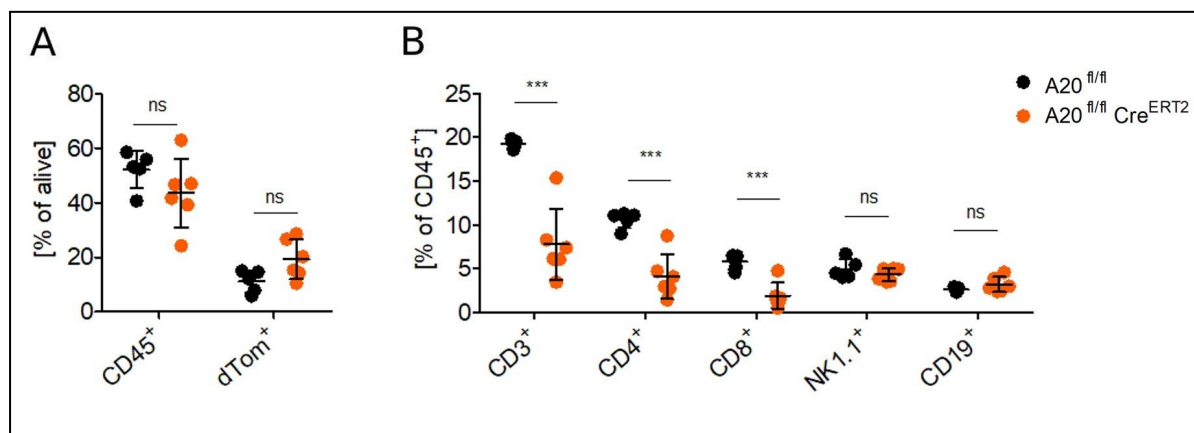 A
[% of alive]
80
60
40
20
0
ns
ns
CD45⁺
dTom⁺
B
[% of CD45⁺]
25
20
15
10
5
0
***
***
***
ns
ns
CD3⁺
CD4⁺
CD8⁺
NK1.1⁺
CD19⁺
A20 fl/fl
A20 fl/fl CreERT2